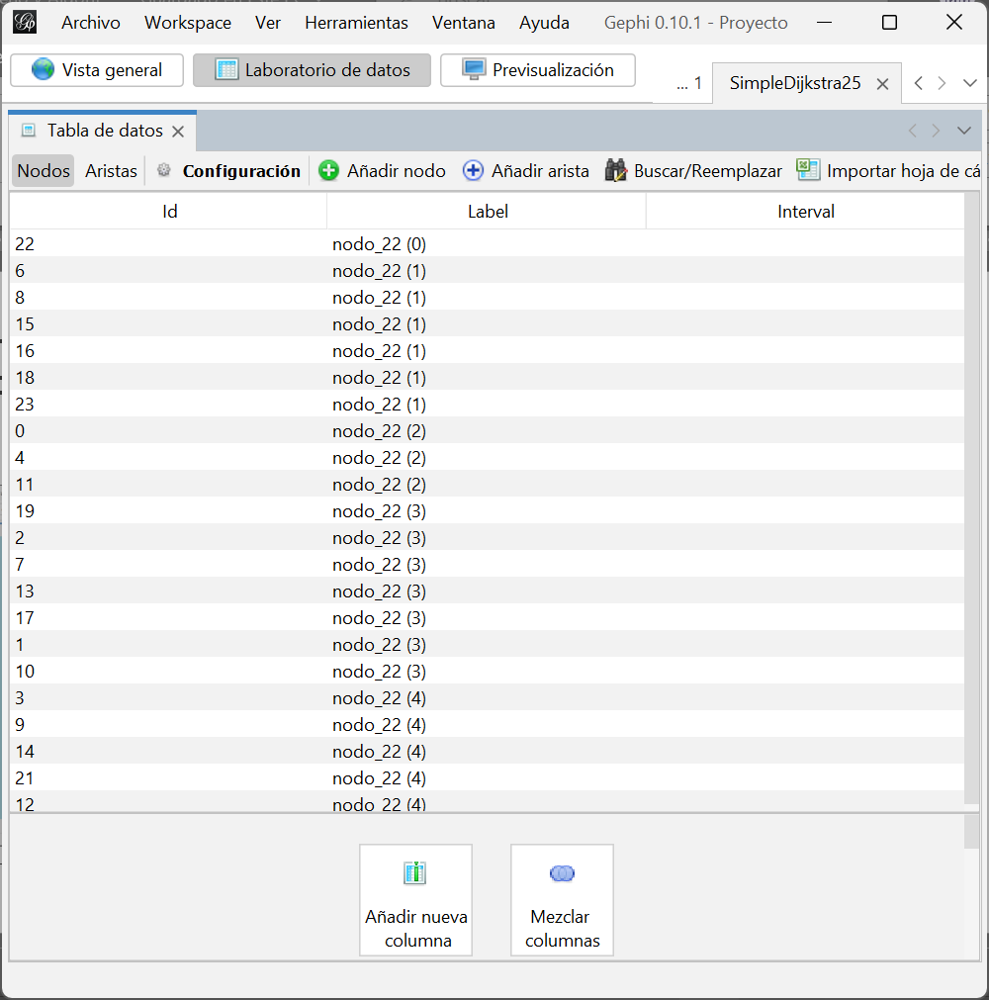 Archivo Workspace Ver Herramientas Ventana Ayuda Gephi 0.10.1 - Proyecto
Vista general Laboratorio de datos Previsualización ... 1 SimpleDijkstra25
Tabla de datos
Nodos Aristas Configuración Añadir nodo Añadir arista Buscar/Reemplazar Importar hoja de cá
Id Label Interval
22 nodo_22 (0)
6 nodo_22 (1)
8 nodo_22 (1)
15 nodo_22 (1)
16 nodo_22 (1)
18 nodo_22 (1)
23 nodo_22 (1)
0 nodo_22 (2)
4 nodo_22 (2)
11 nodo_22 (2)
19 nodo_22 (3)
2 nodo_22 (3)
7 nodo_22 (3)
13 nodo_22 (3)
17 nodo_22 (3)
1 nodo_22 (3)
10 nodo_22 (3)
3 nodo_22 (4)
9 nodo_22 (4)
14 nodo_22 (4)
21 nodo_22 (4)
12 nodo_22 (4)
Añadir nueva columna
Mezclar columnas